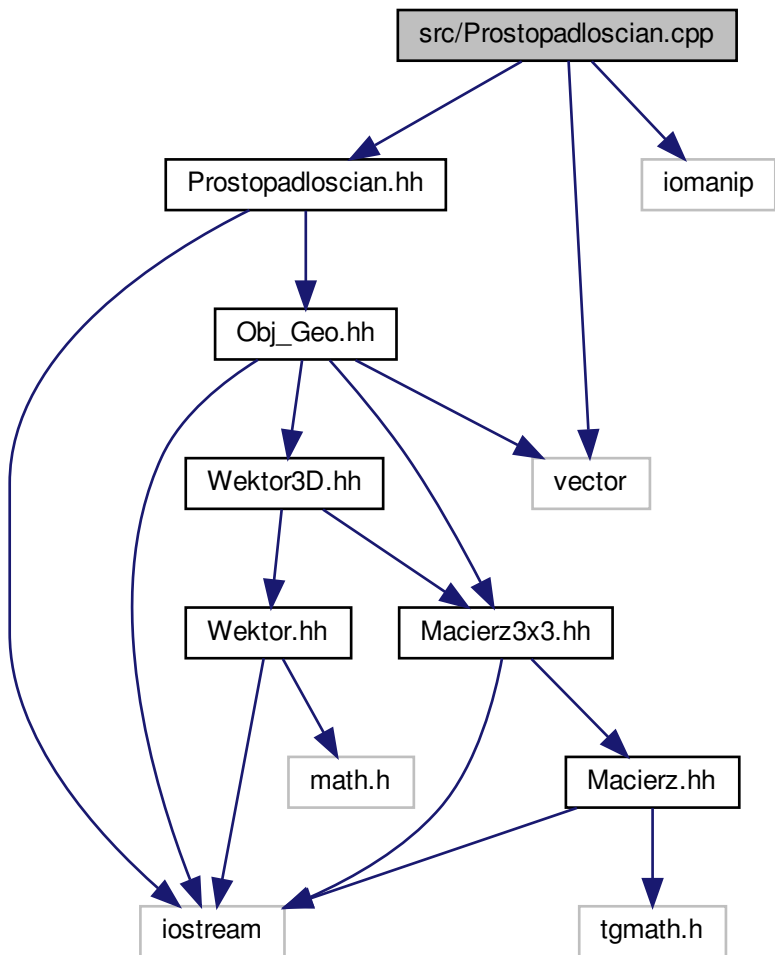 src/Prostopadloscian.cpp
Prostopadloscian.hh
iomanip
Obj_Geo.hh
Wektor3D.hh
vector
Wektor.hh
Macierz3x3.hh
math.h
Macierz.hh
iostream
tgmath.h